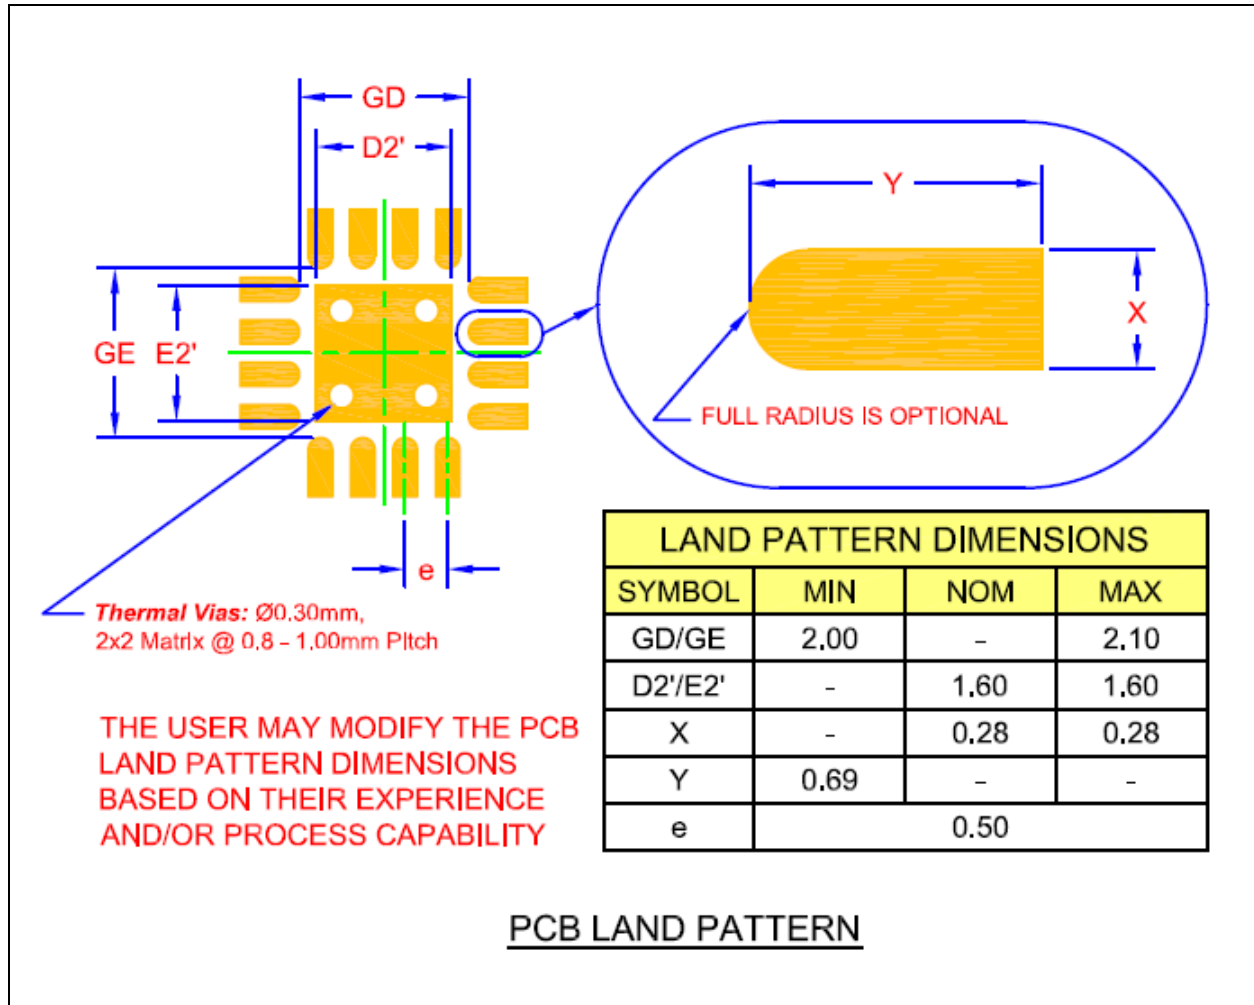 GD
D2'
Y
X
GE E2'
FULL RADIUS IS OPTIONAL
e
Thermal Vias: Ø0.30mm,
2x2 Matrix @ 0.8 – 1.00mm Pitch
THE USER MAY MODIFY THE PCB
LAND PATTERN DIMENSIONS
BASED ON THEIR EXPERIENCE
AND/OR PROCESS CAPABILITY
LAND PATTERN DIMENSIONS
SYMBOL MIN NOM MAX
GD/GE 2.00 - 2.10
D2'/E2' - 1.60 1.60
X - 0.28 0.28
Y 0.69 - -
e 0.50
PCB LAND PATTERN